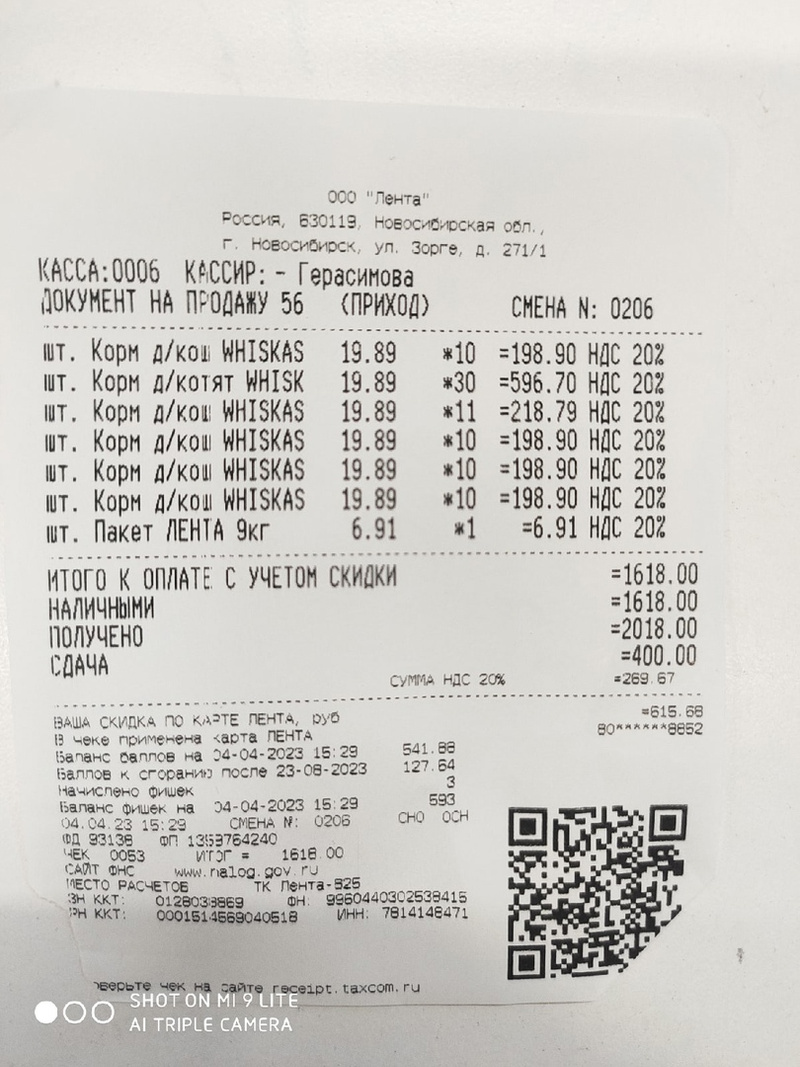 ООО "Лента"
Россия, 630119, Новосибирская обл.,
г. Новосибирск, ул. Зорге, д. 271/1
КАССА:0006 КАССИР: - Герасимова
ДОКУМЕНТ НА ПРОДАЖУ 56 (ПРИХОД) СМЕНА N: 0206
шт. Корм д/кош WHISKAS 19.89 *10 =198.90 НДС 20%
шт. Корм д/котят WHISK 19.89 *30 =596.70 НДС 20%
шт. Корм д/кош WHISKAS 19.89 *11 =218.79 НДС 20%
шт. Корм д/кош WHISKAS 19.89 *10 =198.90 НДС 20%
шт. Корм д/кош WHISKAS 19.89 *10 =198.90 НДС 20%
шт. Корм д/кош WHISKAS 19.89 *10 =198.90 НДС 20%
шт. Пакет ЛЕНТА 9кг 6.91 *1 =6.91 НДС 20%
ИТОГО К ОПЛАТЕ С УЧЕТОМ СКИДКИ =1618.00
НАЛИЧНЫМИ =1618.00
ПОЛУЧЕНО =2018.00
СДАЧА =400.00
СУММА НДС 20% =269.67
ВАША СКИДКА ПО КАРТЕ ЛЕНТА, руб =615.68
В чеке применена карта ЛЕНТА 80******8852
Баланс баллов на 04-04-2023 15:29 541.88
Баллов к сгоранию после 23-08-2023 127.64
Начислено фишек 3
Баланс фишек на 04-04-2023 15:29 593
04.04.23 15:29 СМЕНА N: 0206 СНО ОСН
ФД 93138 ФП 1359764240
ЧЕК 0053 ИТОГ = 1618.00
САЙТ ФНС www.nalog.gov.ru
МЕСТО РАСЧЕТОВ ТК Лента-825
ЗН ККТ: 0128038869 ФН: 9960440302538415
РН ККТ: 0001514569040518 ИНН: 7814148471
оверьте чек на сайте receipt.taxcom.ru
SHOT ON MI 9 LITE
AI TRIPLE CAMERA